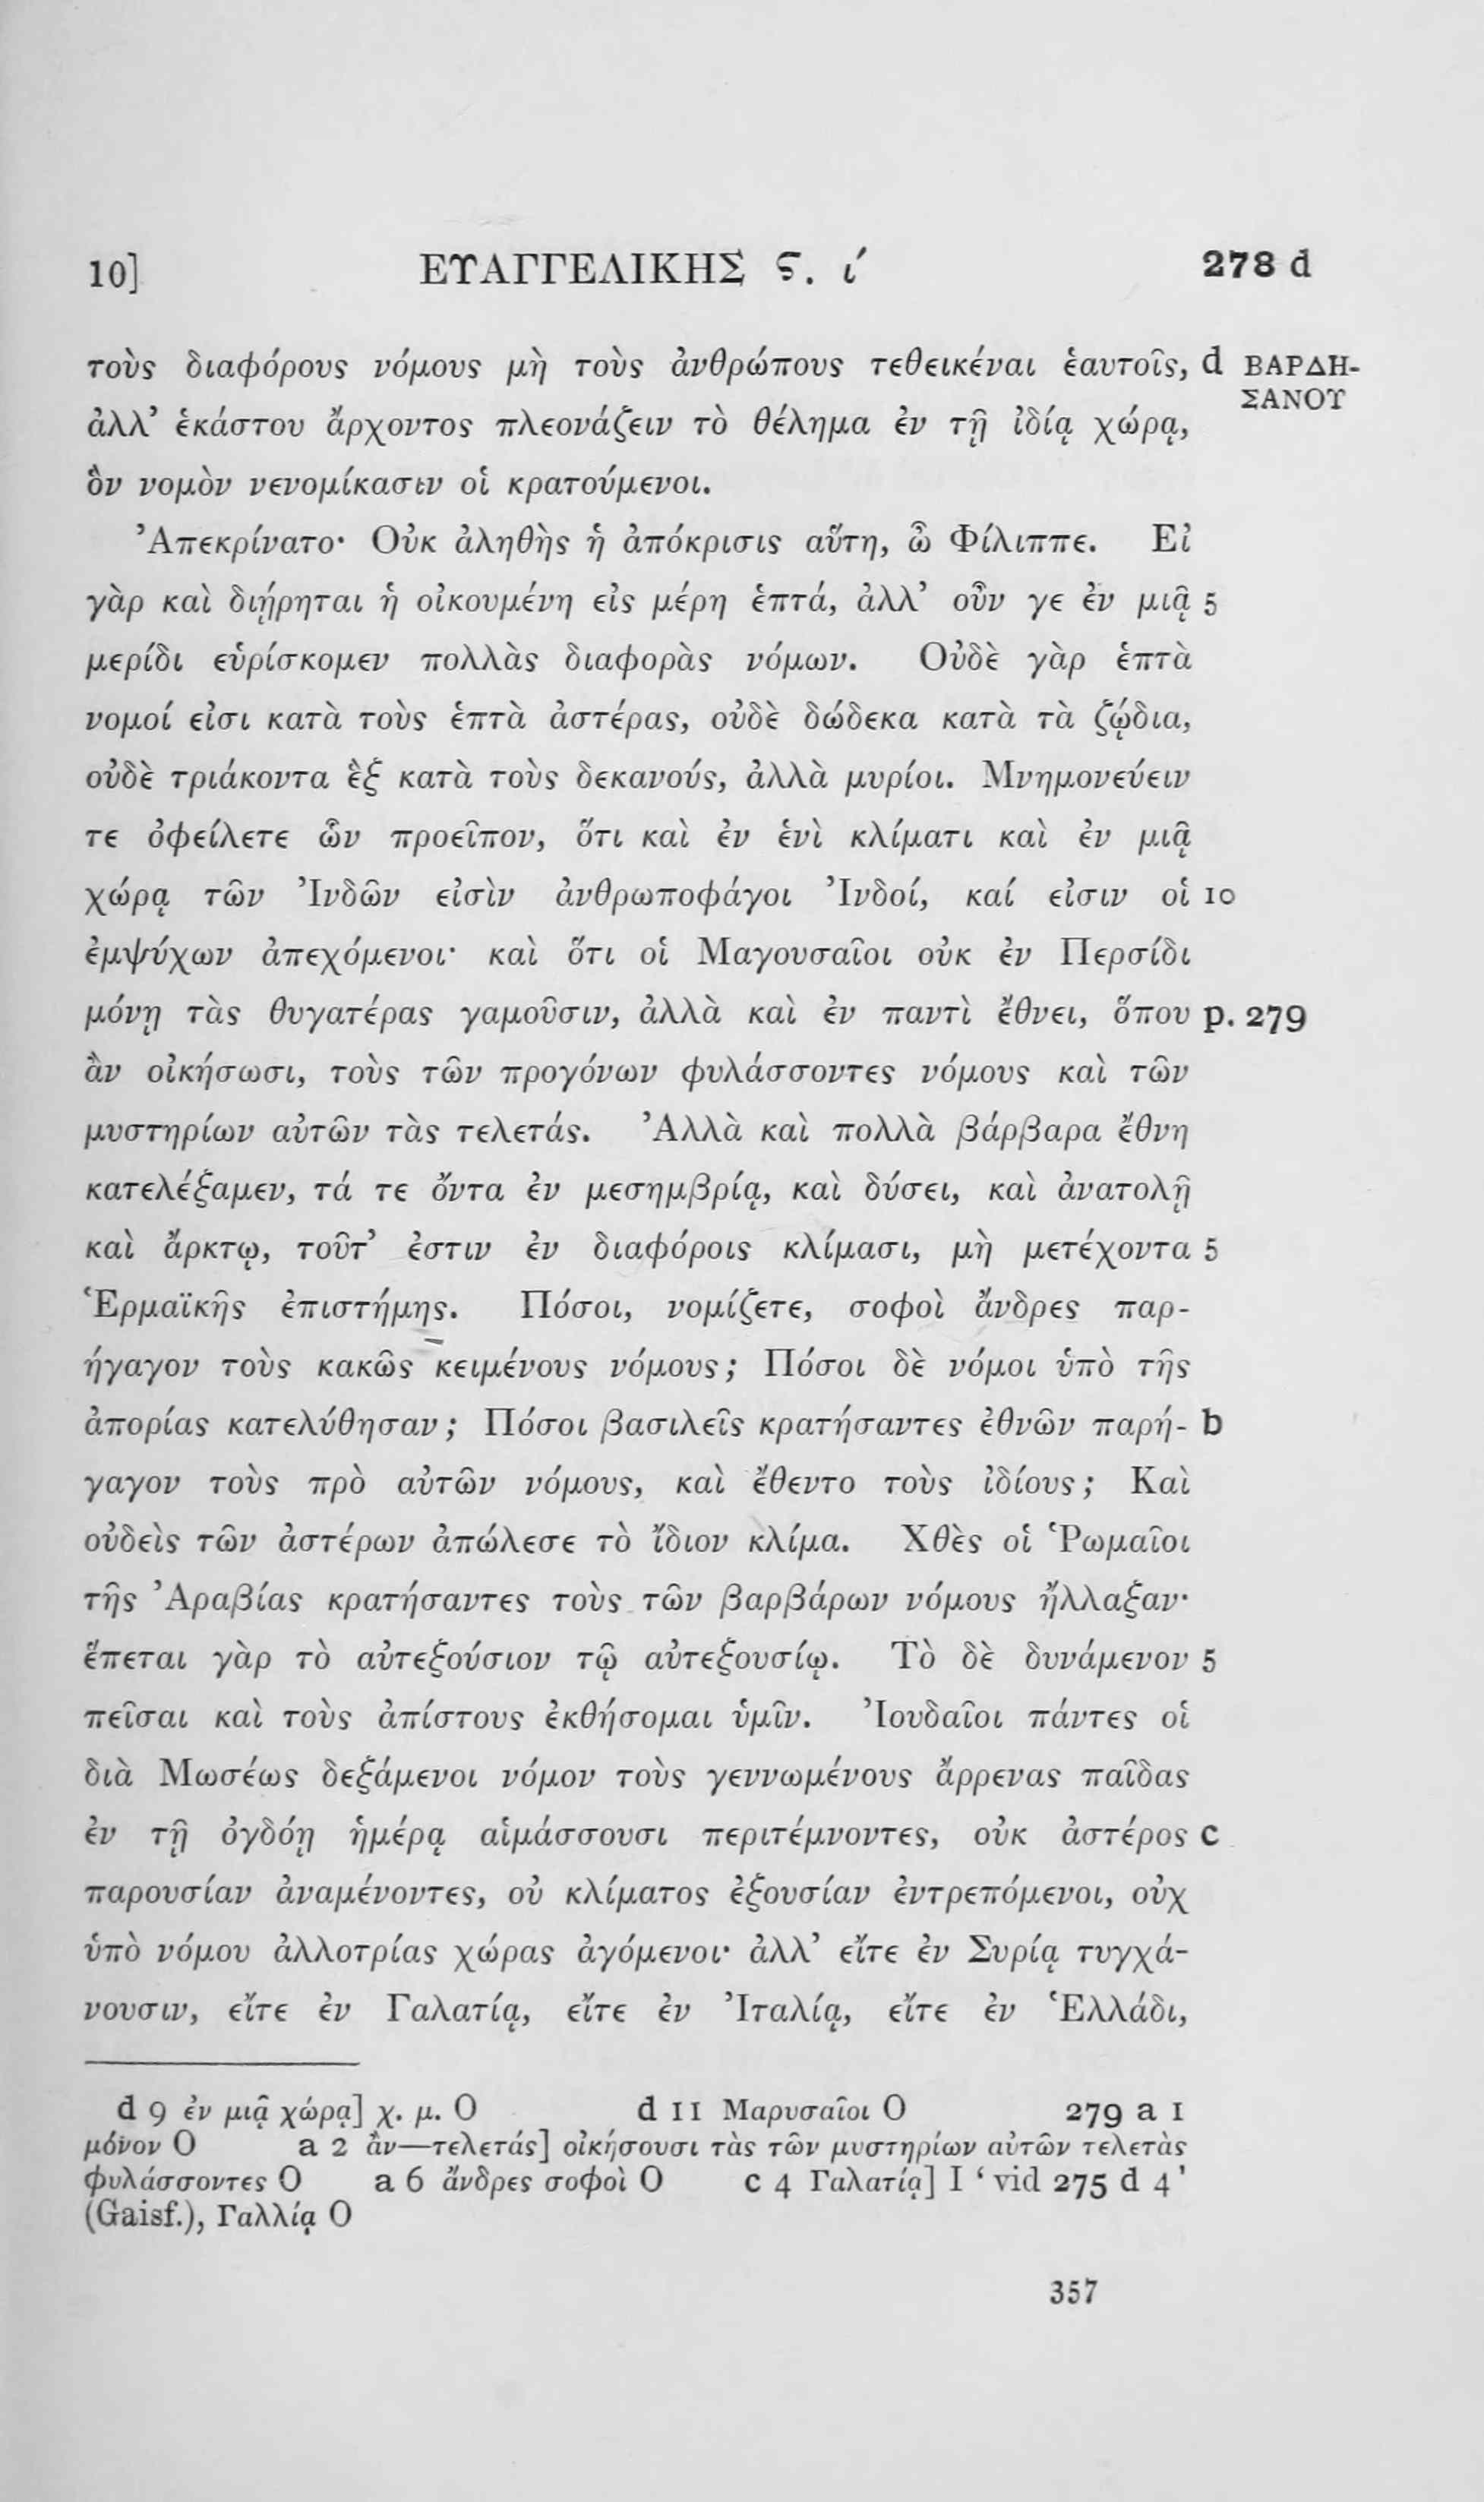 10] ΕΥΑΓΓΕΛΙΚΗΣ ϛ. ί 278 d
τοὺς διαφόρους νόμους μὴ τοὺς ἀνθρώπους τεθεικέναι ἑαυτοῖς, d ΒΑΡΔΗ-
ΣΑΝΟΥ
ἀλλ’ ἑκάστου ἄρχοντος πλεονάζειν τὸ θέλημα ἐν τῇ ἰδίᾳ χώρᾳ,
ὃν νομὸν νενομίκασιν οἱ κρατούμενοι.
Ἀπεκρίνατο· Οὐκ ἀληθὴς ἡ ἀπόκρισις αὕτη, ὦ Φίλιππε. Εἰ
γὰρ καὶ διῄρηται ἡ οἰκουμένη εἰς μέρη ἑπτά, ἀλλ’ οὖν γε ἐν μιᾷ 5
μερίδι εὑρίσκομεν πολλὰς διαφορὰς νόμων. Οὐδὲ γὰρ ἑπτὰ
νομοί εἰσι κατὰ τοὺς ἑπτὰ ἀστέρας, οὐδὲ δώδεκα κατὰ τὰ ζῴδια,
οὐδὲ τριάκοντα ἓξ κατὰ τοὺς δεκανούς, ἀλλὰ μυρίοι. Μνημονεύειν
τε ὀφείλετε ὧν προεῖπον, ὅτι καὶ ἐν ἑνὶ κλίματι καὶ ἐν μιᾷ
χώρᾳ τῶν Ἰνδῶν εἰσὶν ἀνθρωποφάγοι Ἰνδοί, καί εἰσιν οἱ 10
ἐμψύχων ἀπεχόμενοι· καὶ ὅτι οἱ Μαγουσαῖοι οὐκ ἐν Περσίδι
μόνῃ τὰς θυγατέρας γαμοῦσιν, ἀλλὰ καὶ ἐν παντὶ ἔθνει, ὅπου p. 279
ἂν οἰκήσωσι, τοὺς τῶν προγόνων φυλάσσοντες νόμους καὶ τῶν
μυστηρίων αὐτῶν τὰς τελετάς. Ἀλλὰ καὶ πολλὰ βάρβαρα ἔθνη
κατελέξαμεν, τά τε ὄντα ἐν μεσημβρίᾳ, καὶ δύσει, καὶ ἀνατολῇ
καὶ ἄρκτῳ, τοῦτ’ ἐστιν ἐν διαφόροις κλίμασι, μὴ μετέχοντα 5
Ἑρμαϊκῆς ἐπιστήμης. Πόσοι, νομίζετε, σοφοὶ ἄνδρες παρ-
ήγαγον τοὺς κακῶς κειμένους νόμους; Πόσοι δὲ νόμοι ὑπὸ τῆς
ἀπορίας κατελύθησαν; Πόσοι βασιλεῖς κρατήσαντες ἐθνῶν παρή- b
γαγον τοὺς πρὸ αὐτῶν νόμους, καὶ ἔθεντο τοὺς ἰδίους; Καὶ
οὐδεὶς τῶν ἀστέρων ἀπώλεσε τὸ ἴδιον κλίμα. Χθὲς οἱ Ῥωμαῖοι
τῆς Ἀραβίας κρατήσαντες τοὺς τῶν βαρβάρων νόμους ἤλλαξαν·
ἕπεται γὰρ τὸ αὐτεξούσιον τῷ αὐτεξουσίῳ. Τὸ δὲ δυνάμενον 5
πεῖσαι καὶ τοὺς ἀπίστους ἐκθήσομαι ὑμῖν. Ἰουδαῖοι πάντες οἱ
διὰ Μωσέως δεξάμενοι νόμον τοὺς γεννωμένους ἄρρενας παῖδας
ἐν τῇ ὀγδόῃ ἡμέρᾳ αἱμάσσουσι περιτέμνοντες, οὐκ ἀστέρος c
παρουσίαν ἀναμένοντες, οὐ κλίματος ἐξουσίαν ἐντρεπόμενοι, οὐχ
ὑπὸ νόμου ἀλλοτρίας χώρας ἀγόμενοι· ἀλλ’ εἴτε ἐν Συρίᾳ τυγχά-
νουσιν, εἴτε ἐν Γαλατίᾳ, εἴτε ἐν Ἰταλίᾳ, εἴτε ἐν Ἑλλάδι,
d 9 ἐν μιᾷ χώρᾳ] χ. μ. O d 11 Μαρυσαῖοι O 279 a 1
μόνον O a 2 ἂν—τελετάς] οἰκήσουσι τὰς τῶν μυστηρίων αὐτῶν τελετὰς
φυλάσσοντες O a 6 ἄνδρες σοφοὶ O c 4 Γαλατίᾳ] I ‘vid 275 d 4’
(Gaisf.), Γαλλίᾳ O
357